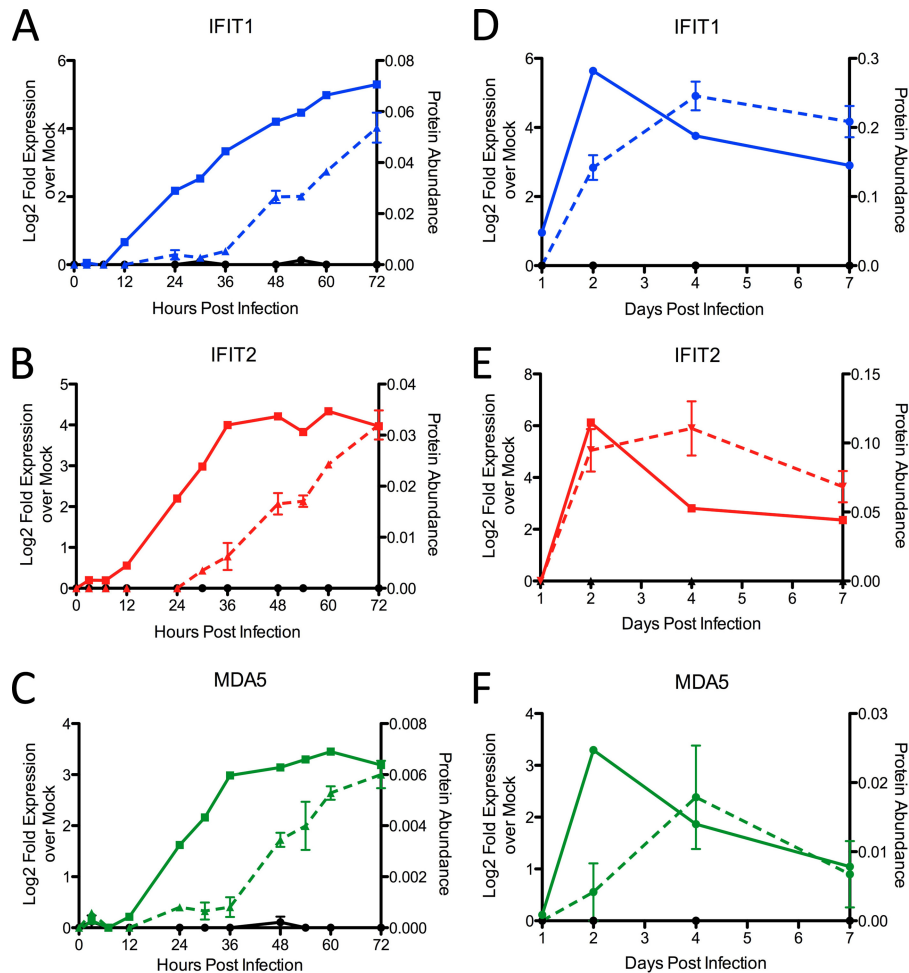 A
IFIT1
Log2 Fold Expression
over Mock
6
4
2
0
0.08
0.06
0.04
0.02
0.00
Protein Abundance
0 12 24 36 48 60 72
Hours Post Infection
D
IFIT1
Log2 Fold Expression
over Mock
6
4
2
0
0.3
0.2
0.1
0.0
Protein Abundance
1 2 3 4 5 6 7
Days Post Infection
B
IFIT2
Log2 Fold Expression
over Mock
5
4
3
2
1
0
0.04
0.03
0.02
0.01
0.00
Protein Abundance
0 12 24 36 48 60 72
Hours Post Infection
E
IFIT2
Log2 Fold Expression
over Mock
8
6
4
2
0
0.15
0.10
0.05
0.00
Protein Abundance
1 2 3 4 5 6 7
Days Post Infection
C
MDA5
Log2 Fold Expression
over Mock
4
3
2
1
0
0.008
0.006
0.004
0.002
0.000
Protein Abundance
0 12 24 36 48 60 72
Hours Post Infection
F
MDA5
Log2 Fold Expression
over Mock
4
3
2
1
0
0.03
0.02
0.01
0.00
Protein Abundance
1 2 3 4 5 6 7
Days Post Infection